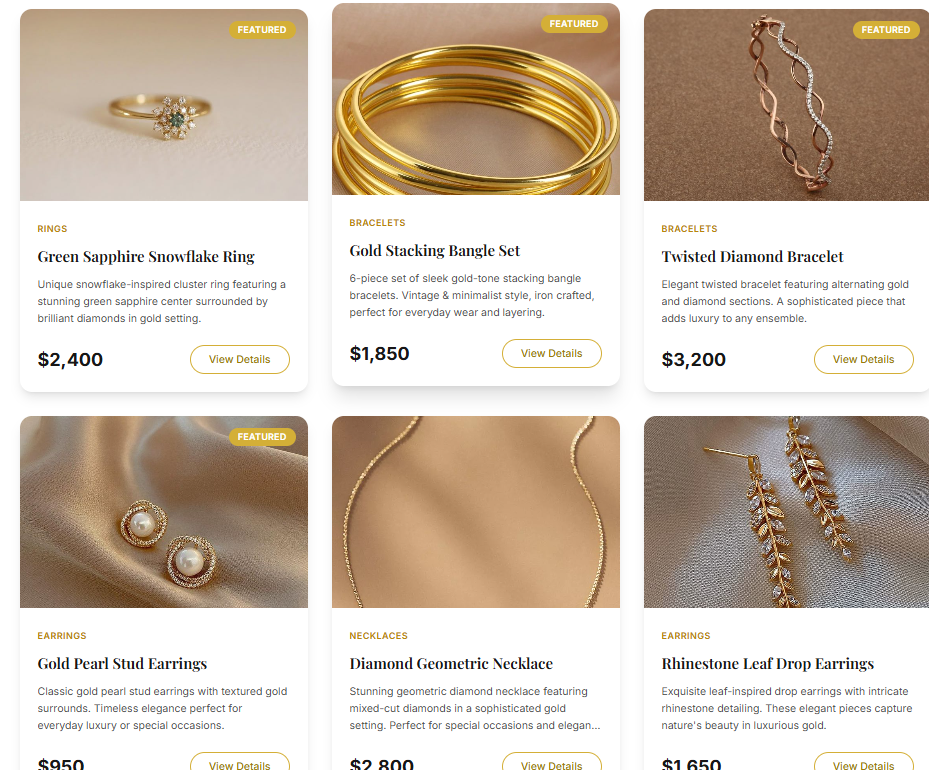 FEATURED
RINGS
Green Sapphire Snowflake Ring
Unique snowflake-inspired cluster ring featuring a
stunning green sapphire center surrounded by
brilliant diamonds in gold setting.
$2,400
View Details
FEATURED
BRACELETS
Gold Stacking Bangle Set
6-piece set of sleek gold-tone stacking bangle
bracelets. Vintage & minimalist style, iron crafted,
perfect for everyday wear and layering.
$1,850
View Details
FEATURED
BRACELETS
Twisted Diamond Bracelet
Elegant twisted bracelet featuring alternating gold
and diamond sections. A sophisticated piece that
adds luxury to any ensemble.
$3,200
View Details
FEATURED
EARRINGS
Gold Pearl Stud Earrings
Classic gold pearl stud earrings with textured gold
surrounds. Timeless elegance perfect for
everyday luxury or special occasions.
$950
View Details
NECKLACES
Diamond Geometric Necklace
Stunning geometric diamond necklace featuring
mixed-cut diamonds in a sophisticated gold
setting. Perfect for special occasions and elegan...
$2,800
View Details
EARRINGS
Rhinestone Leaf Drop Earrings
Exquisite leaf-inspired drop earrings with intricate
rhinestone detailing. These elegant pieces capture
nature's beauty in luxurious gold.
$1,650
View Details